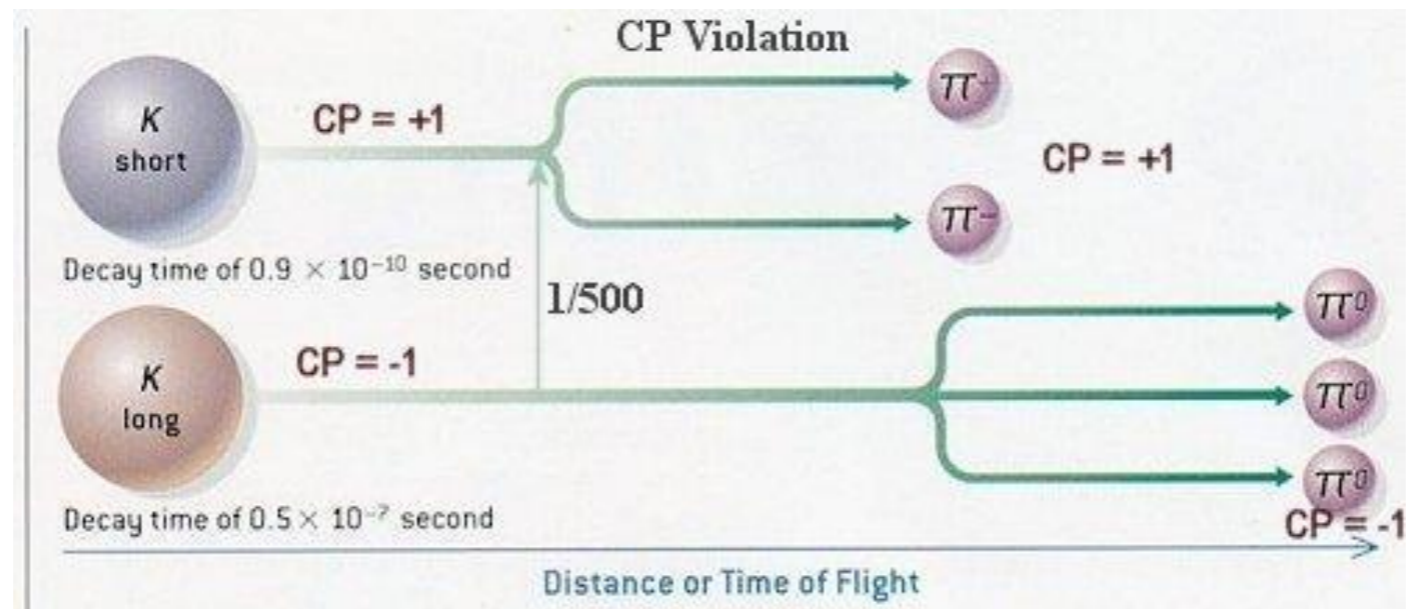 CP Violation
K
short
CP = +1
π+
CP = +1
π−
Decay time of 0.9 × 10⁻¹⁰ second
1/500
π0
K
long
CP = -1
π0
π0
Decay time of 0.5 × 10⁻⁷ second
CP = -1
Distance or Time of Flight